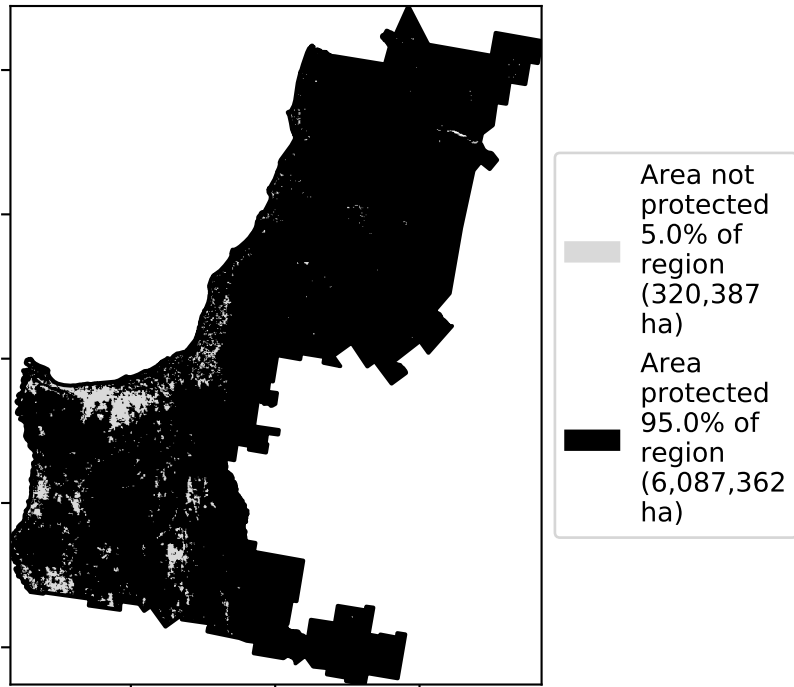 Area not
protected
5.0% of
region
(320,387
ha)
Area
protected
95.0% of
region
(6,087,362
ha)